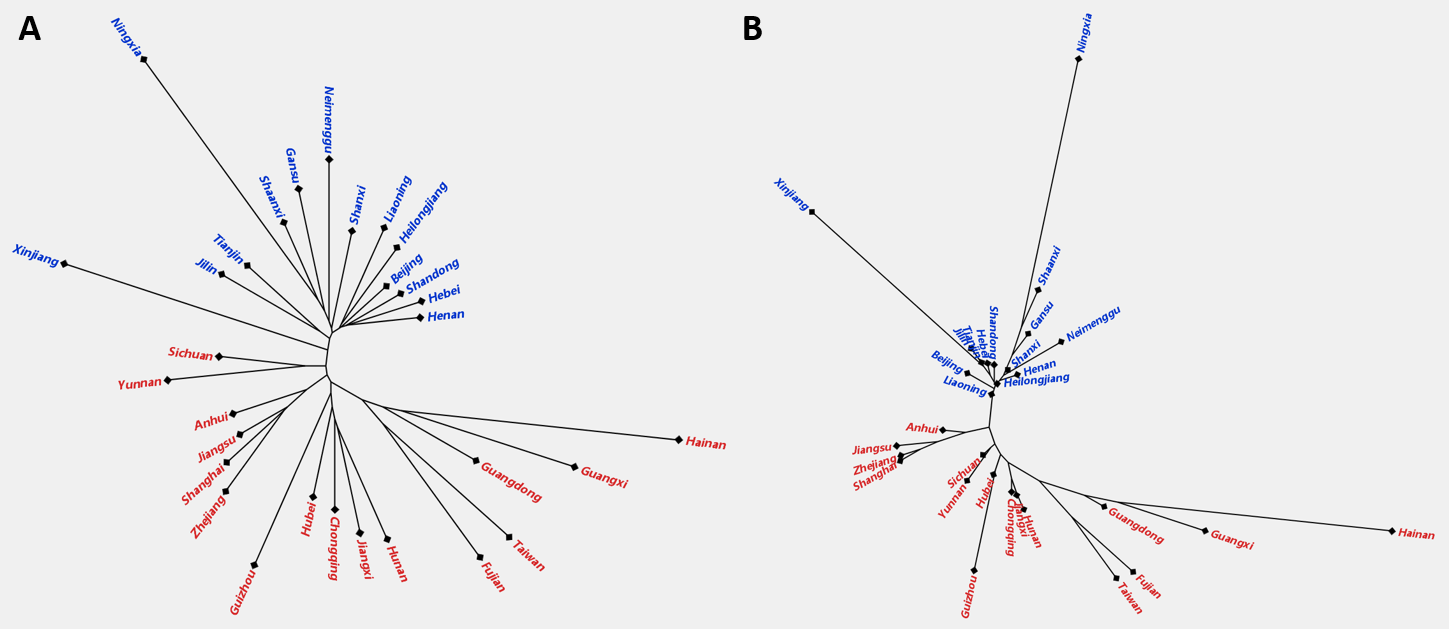 A
Ningxia
Neimenggu
Gansu
Shaanxi
Shanxi
Liaoning
Heilongjiang
Tianjin
Jilin
Xinjiang
Beijing
Shandong
Hebei
Henan
Sichuan
Yunnan
Anhui
Jiangsu
Shanghai
Zhejiang
Guizhou
Hubei
Chongqing
Jiangxi
Hunan
Fujian
Taiwan
Guangdong
Guangxi
Hainan
B
Ningxia
Xinjiang
Shaanxi
Gansu
Neimenggu
Shandong
Hebei
Tianjin
Jilin
Shanxi
Henan
Beijing
Heilongjiang
Liaoning
Anhui
Jiangsu
Zhejiang
Shanghai
Sichuan
Yunnan
Hubei
Guizhou
Chongqing
Jiangxi
Hunan
Guangdong
Guangxi
Hainan
Fujian
Taiwan